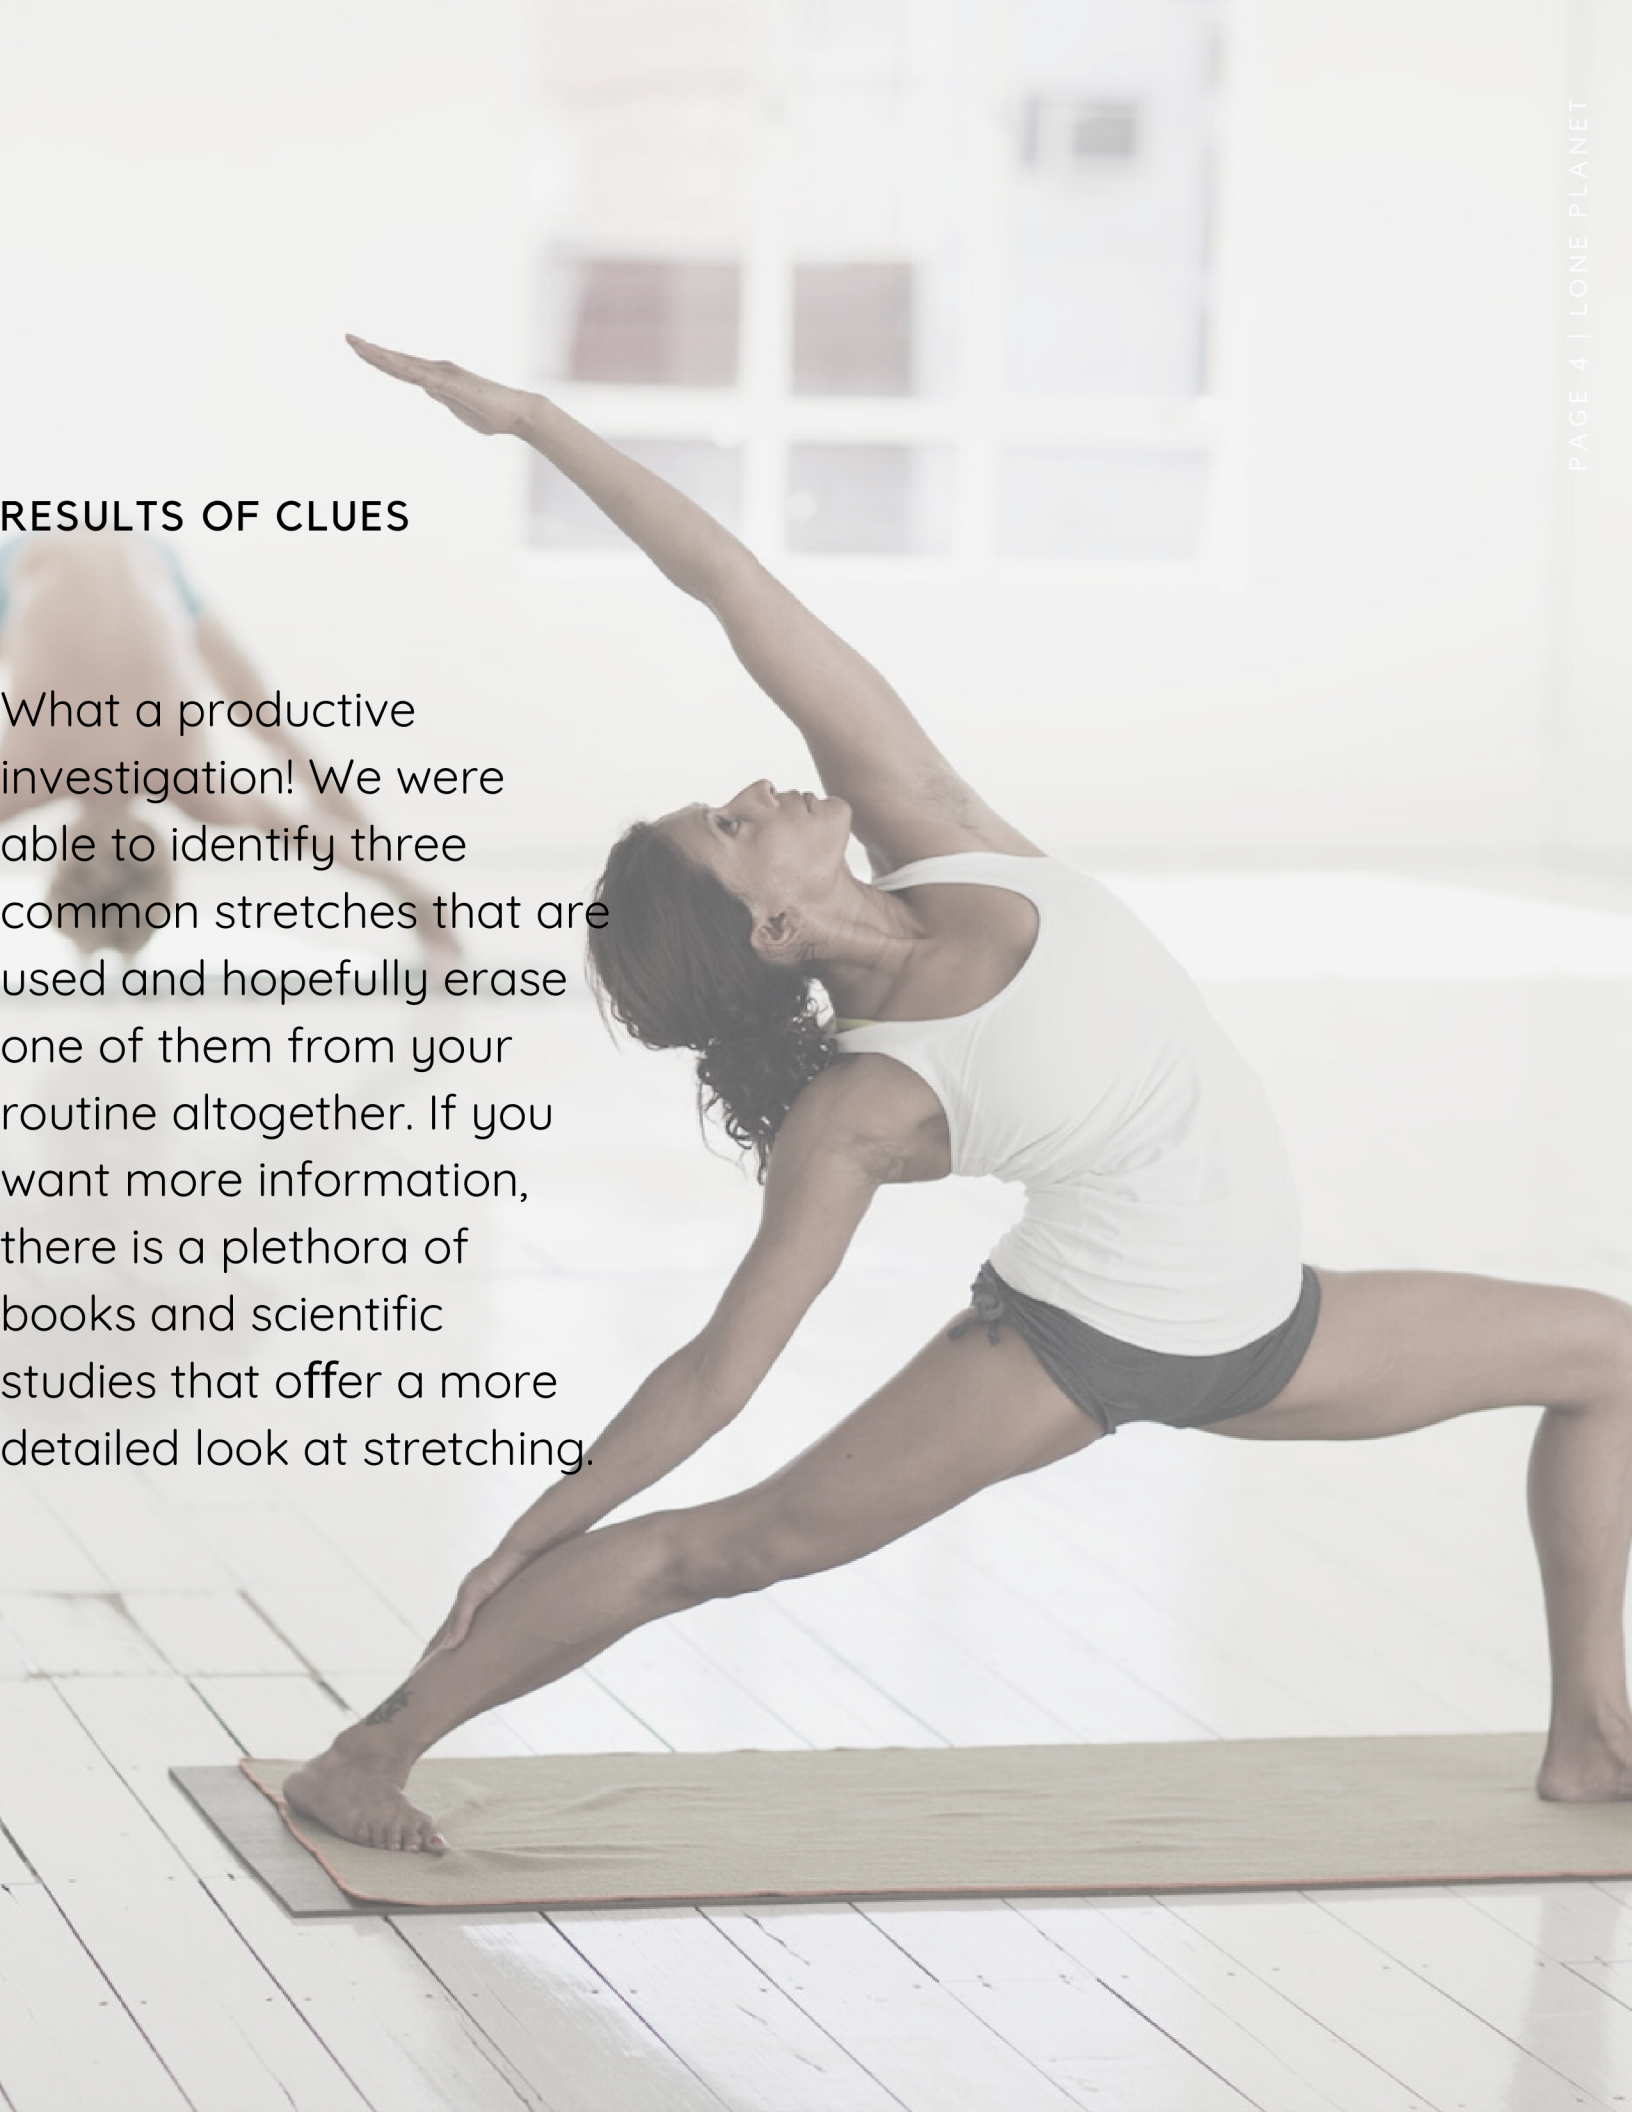 PAGE 4 | LONE PLANET
RESULTS OF CLUES
What a productive
investigation! We were
able to identify three
common stretches that are
used and hopefully erase
one of them from your
routine altogether. If you
want more information,
there is a plethora of
books and scientific
studies that offer a more
detailed look at stretching.